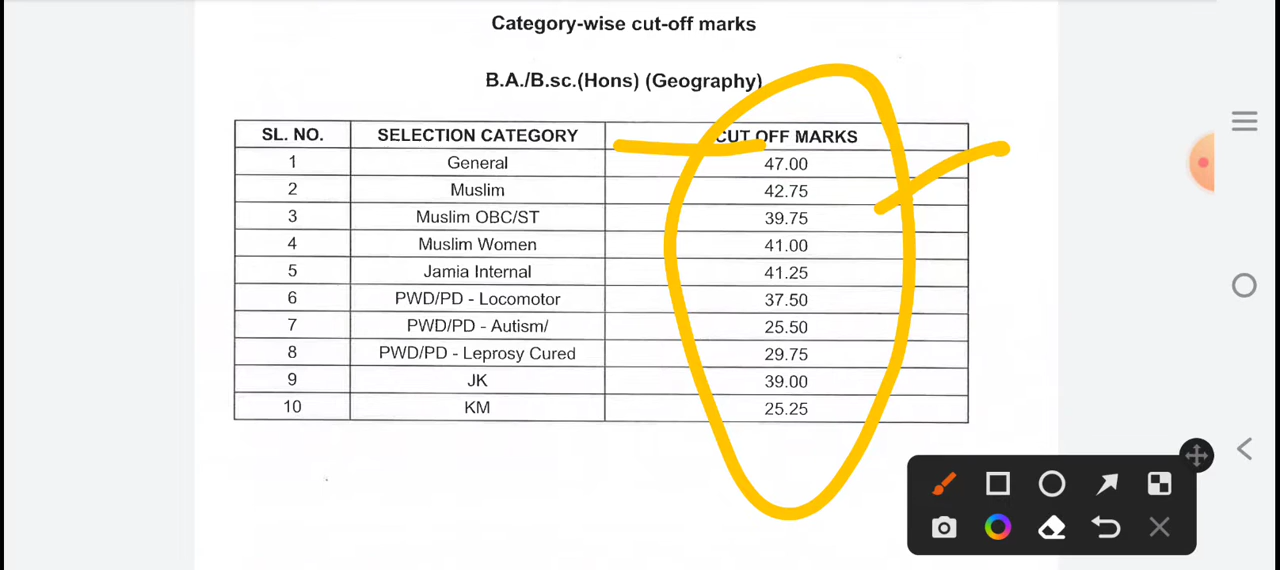 Category-wise cut-off marks
B.A./B.sc.(Hons) (Geography)
SL. NO. SELECTION CATEGORY CUT OFF MARKS
1 General 47.00
2 Muslim 42.75
3 Muslim OBC/ST 39.75
4 Muslim Women 41.00
5 Jamia Internal 41.25
6 PWD/PD - Locomotor 37.50
7 PWD/PD - Autism/ 25.50
8 PWD/PD - Leprosy Cured 29.75
9 JK 39.00
10 KM 25.25